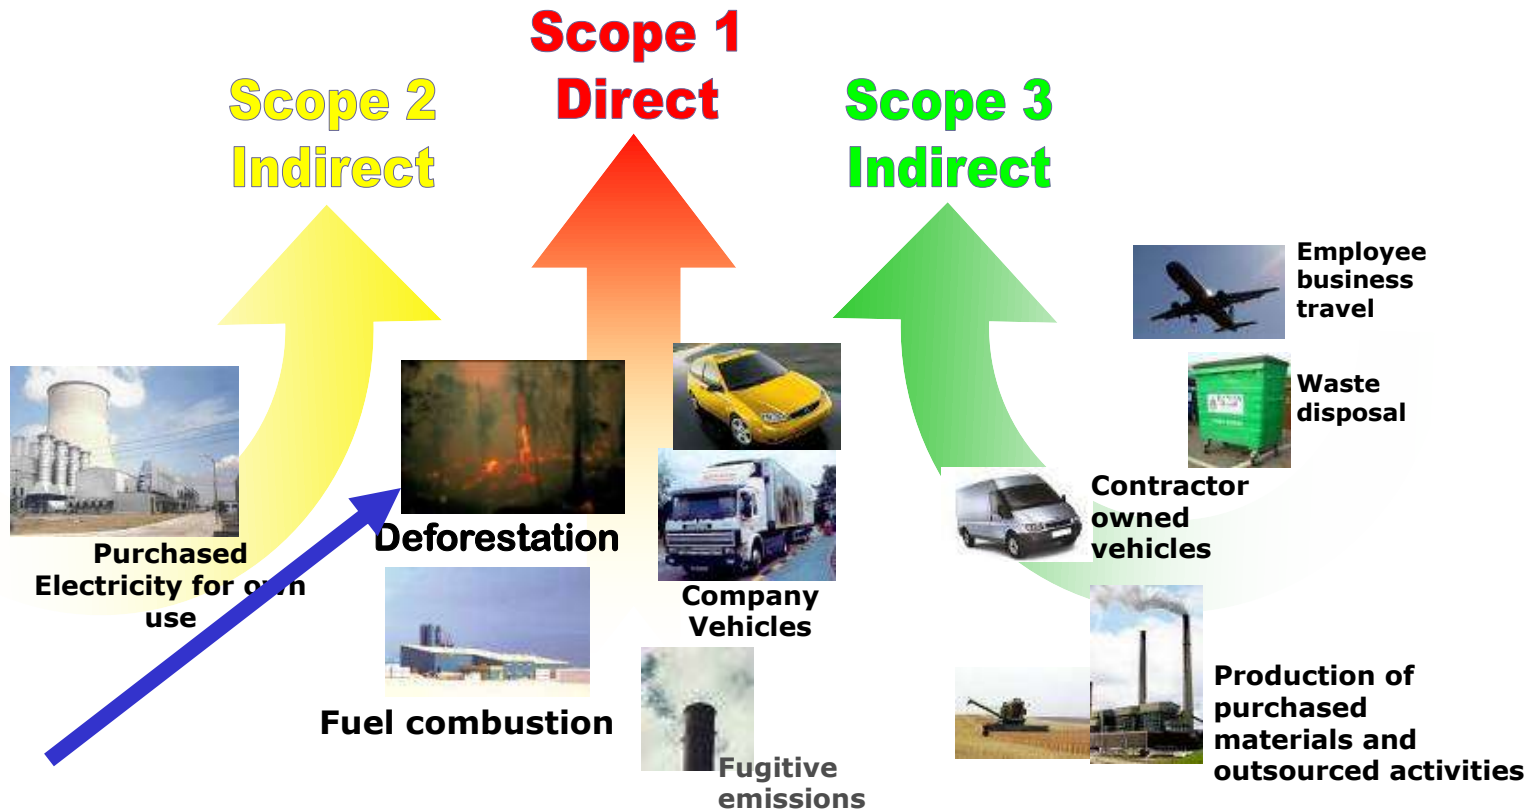 Scope 1
Direct
Scope 2
Indirect
Scope 3
Indirect
Employee
business
travel
Waste
disposal
Contractor
owned
vehicles
Purchased
Electricity for own
use
Deforestation
Company
Vehicles
Fuel combustion
Fugitive
emissions
Production of
purchased
materials and
outsourced activities